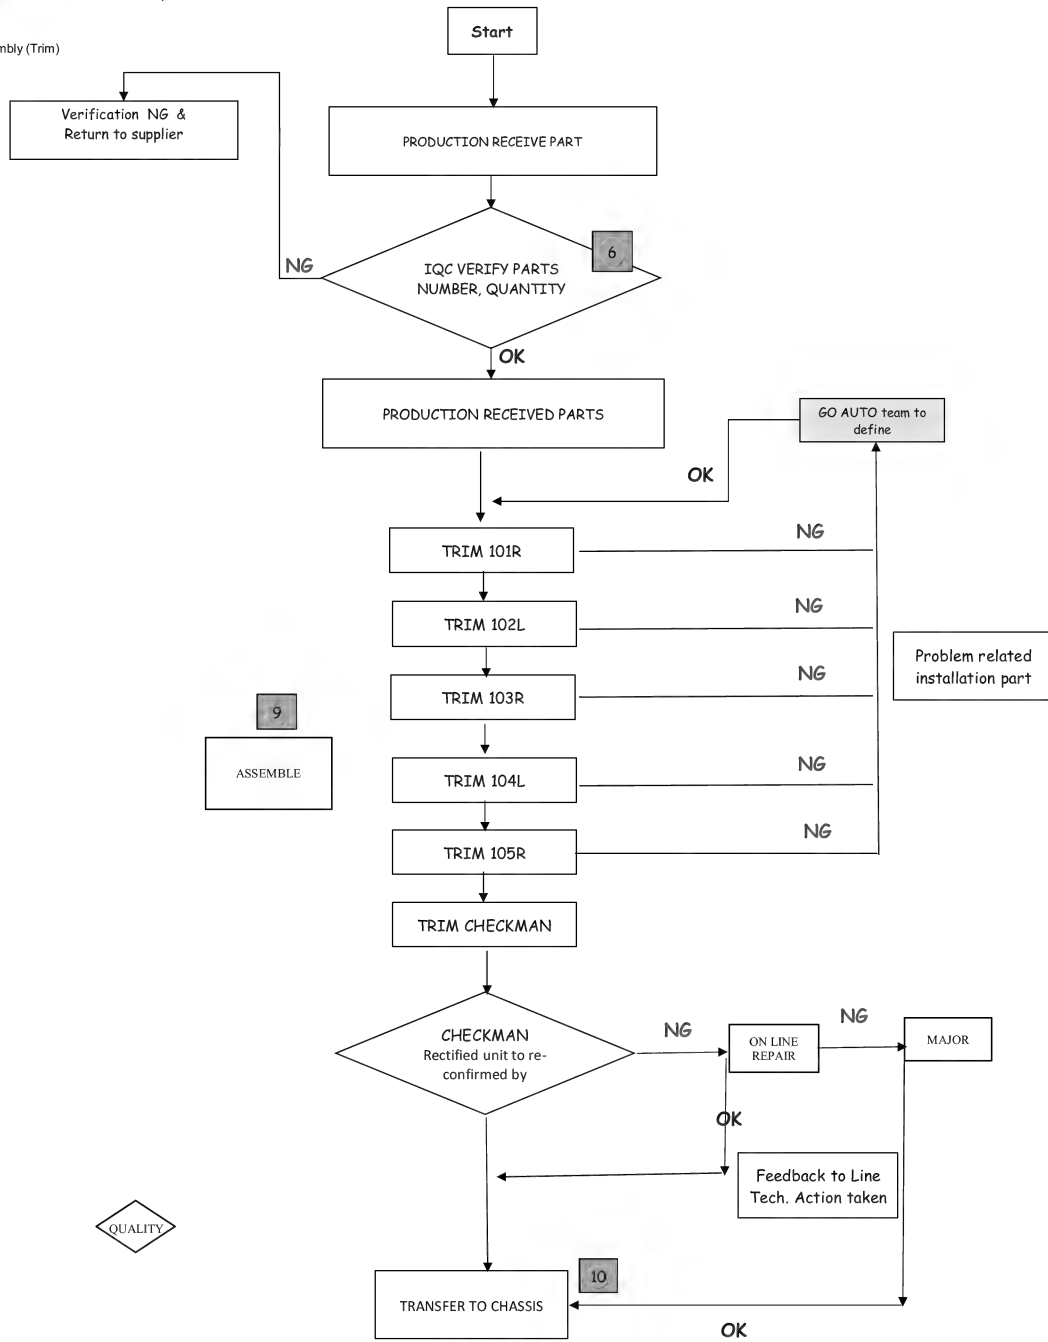 Start
mbly (Trim)
Verification NG &
Return to supplier
PRODUCTION RECEIVE PART
6
NG
IQC VERIFY PARTS
NUMBER, QUANTITY
OK
PRODUCTION RECEIVED PARTS
GO AUTO team to
define
OK
NG
TRIM 101R
NG
TRIM 102L
Problem related
installation part
NG
TRIM 103R
9
ASSEMBLE
NG
TRIM 104L
NG
TRIM 105R
TRIM CHECKMAN
CHECKMAN
Rectified unit to re-
confirmed by
NG
ON LINE
REPAIR
NG
MAJOR
OK
Feedback to Line
Tech. Action taken
QUALITY
10
TRANSFER TO CHASSIS
OK